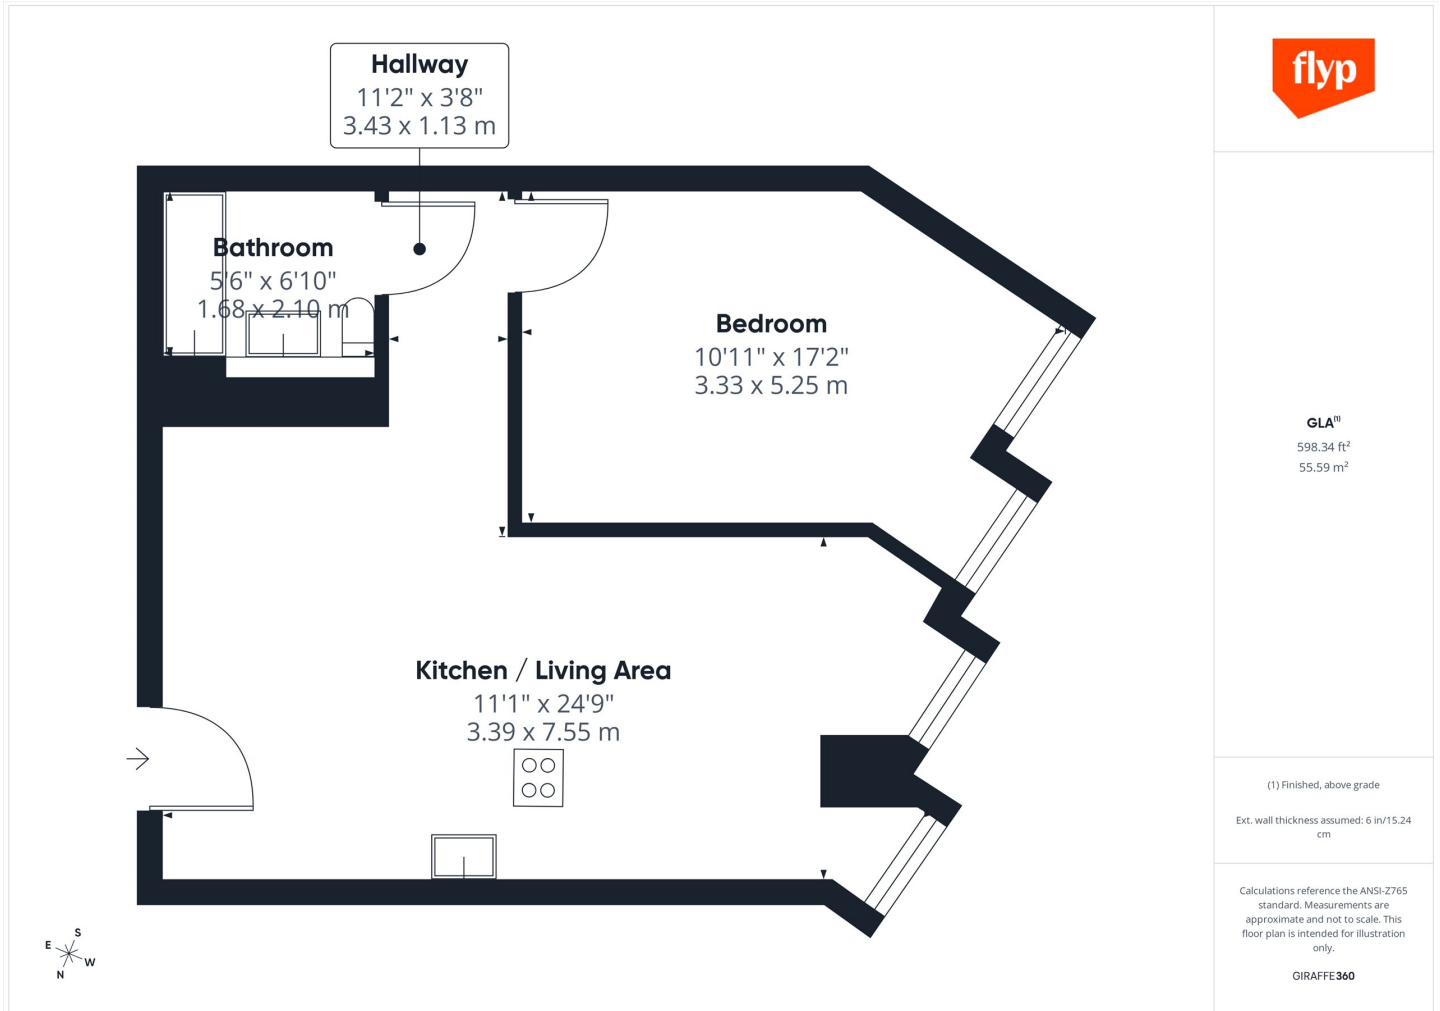 Hallway
11'2" x 3'8"
3.43 x 1.13 m
flyp
Bathroom
5'6" x 6'10"
1.68 x 2.10 m
Bedroom
10'11" x 17'2"
3.33 x 5.25 m
Kitchen / Living Area
11'1" x 24'9"
3.39 x 7.55 m
GLA(1)
598.34 ft²
55.59 m²
(1) Finished, above grade
Ext. wall thickness assumed: 6 in/15.24
cm
Calculations reference the ANSI-Z765
standard. Measurements are
approximate and not to scale. This
floor plan is intended for illustration
only.
GIRAFFE360
S
E
W
N